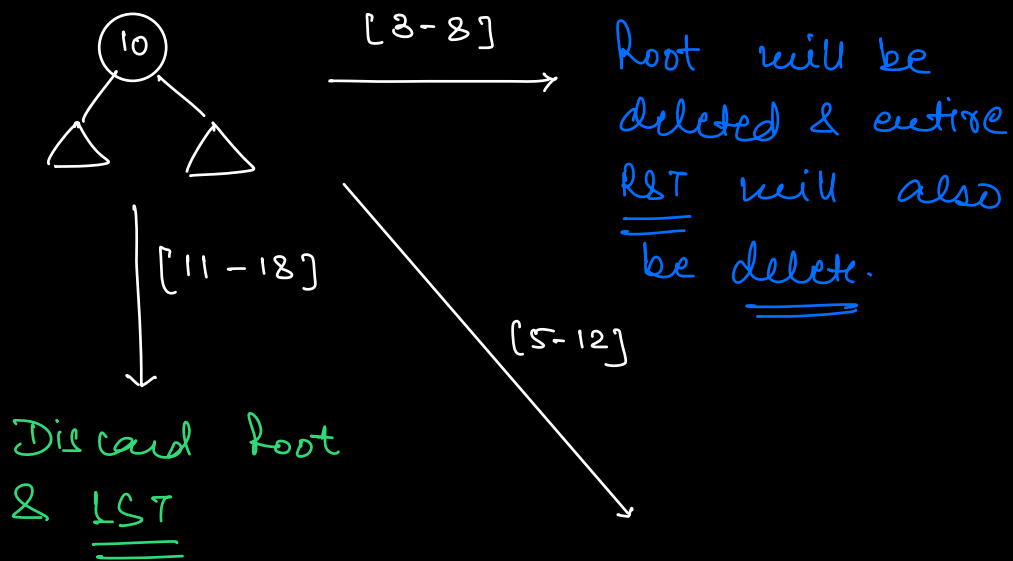 10
[3-8]
Root will be
deleted & entire
RST will also
be delete.
[11-18]
[5-12]
Discard Root
& LST